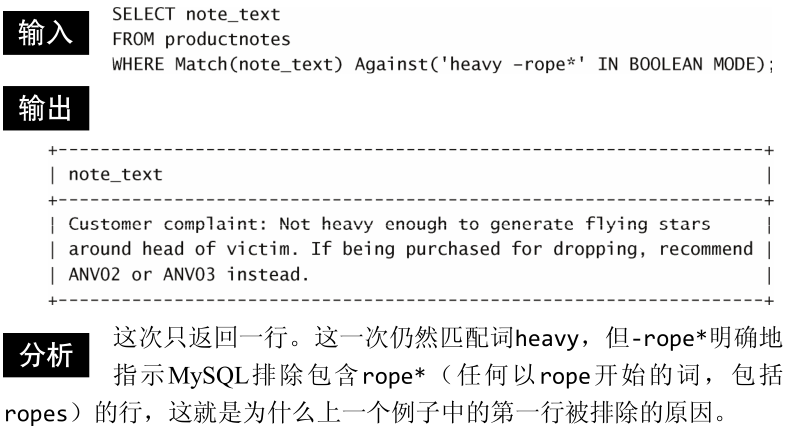 输入
SELECT note_text
FROM productnotes
WHERE Match(note_text) Against('heavy –rope*' IN BOOLEAN MODE);
输出
+----------------------------------------------------------------+
| note_text |
+----------------------------------------------------------------+
| Customer complaint: Not heavy enough to generate flying stars |
| around head of victim. If being purchased for dropping, recommend |
| ANV02 or ANV03 instead. |
+----------------------------------------------------------------+
分析
这次只返回一行。这一次仍然匹配词heavy，但-rope*明确地
指示MySQL排除包含rope*（任何以rope开始的词，包括
ropes）的行，这就是为什么上一个例子中的第一行被排除的原因。